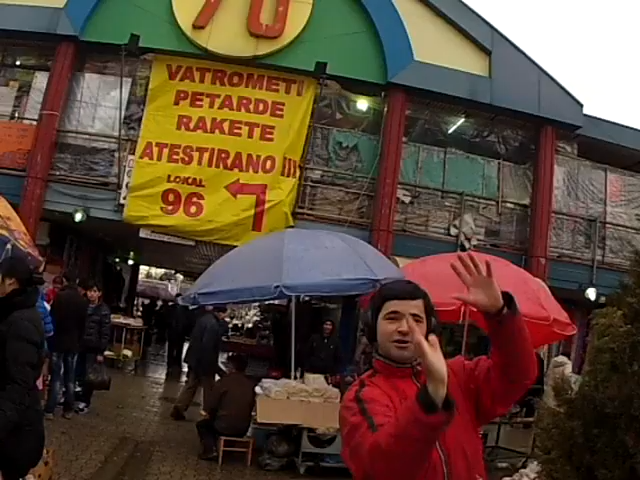 70
VATROMETI
PETARDE
RAKETE
ATESTIRANO !!!
LOKAL
96